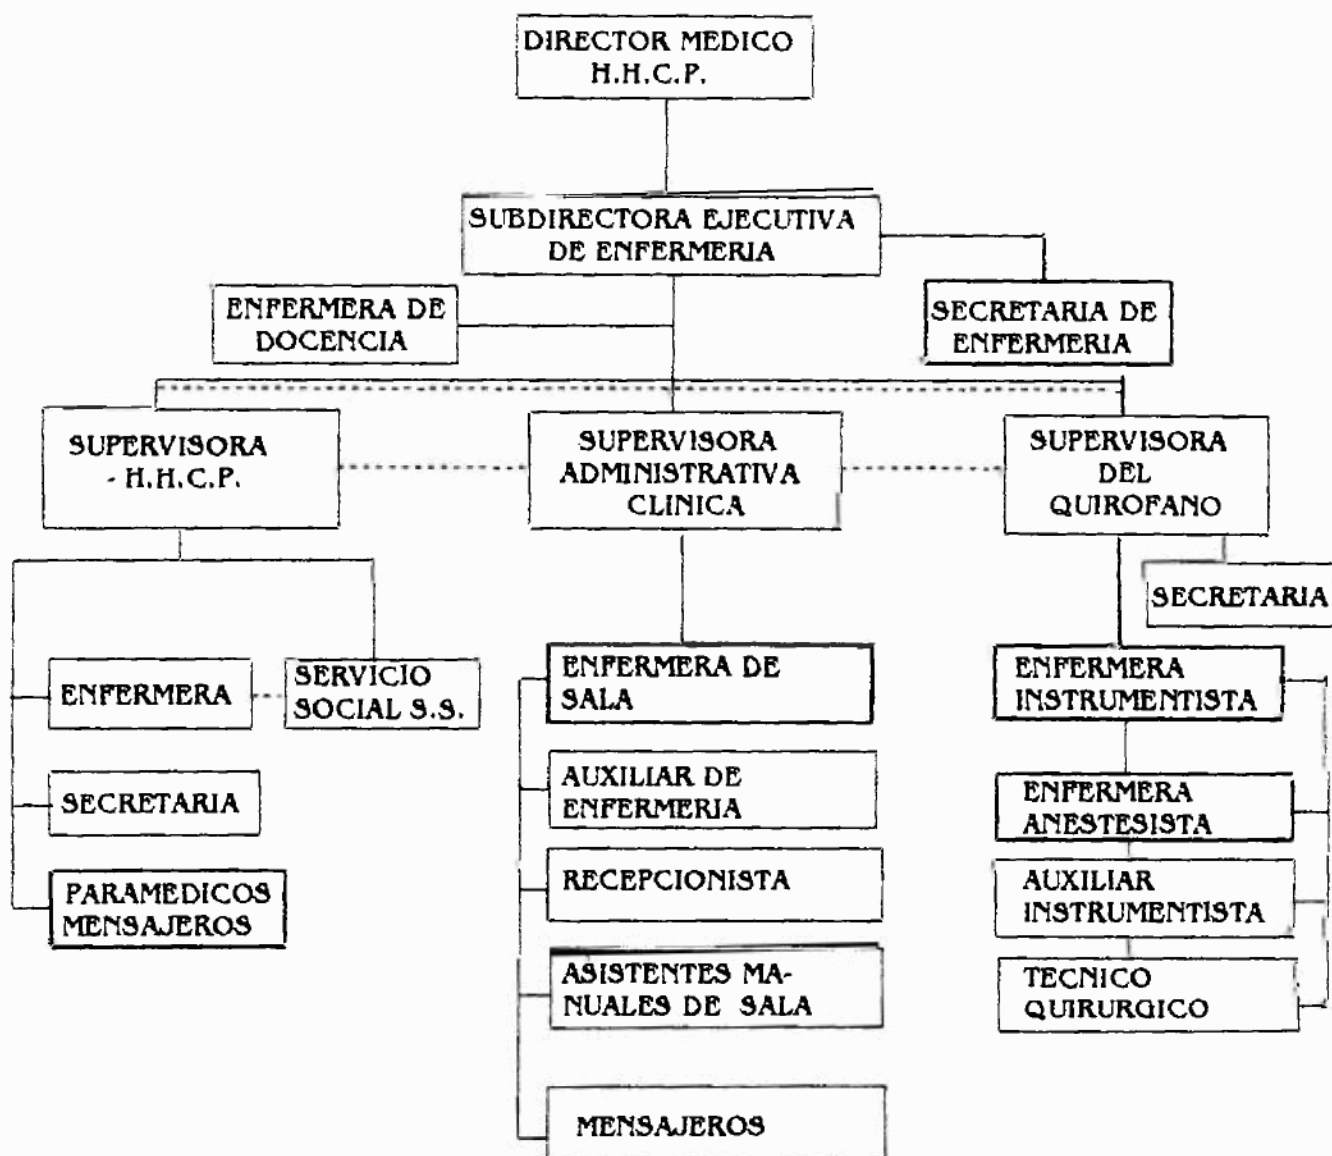 DIRECTOR MEDICO
H.H.C.P.
SUBDIRECTORA EJECUTIVA
DE ENFERMERIA
ENFERMERA DE
DOCENCIA
SECRETARIA DE
ENFERMERIA
SUPERVISORA
- H.H.C.P.
SUPERVISORA
ADMINISTRATIVA
CLINICA
SUPERVISORA
DEL
QUIROFANO
SECRETARIA
ENFERMERA
SERVICIO
SOCIAL S.S.
SECRETARIA
PARAMEDICOS
MENSAJEROS
ENFERMERA DE
SALA
AUXILIAR DE
ENFERMERIA
RECEPCIONISTA
ASISTENTES MA-
NUALES DE SALA
MENSAJEROS
ENFERMERA
INSTRUMENTISTA
ENFERMERA
ANESTESISTA
AUXILIAR
INSTRUMENTISTA
TECNICO
QUIRURGICO